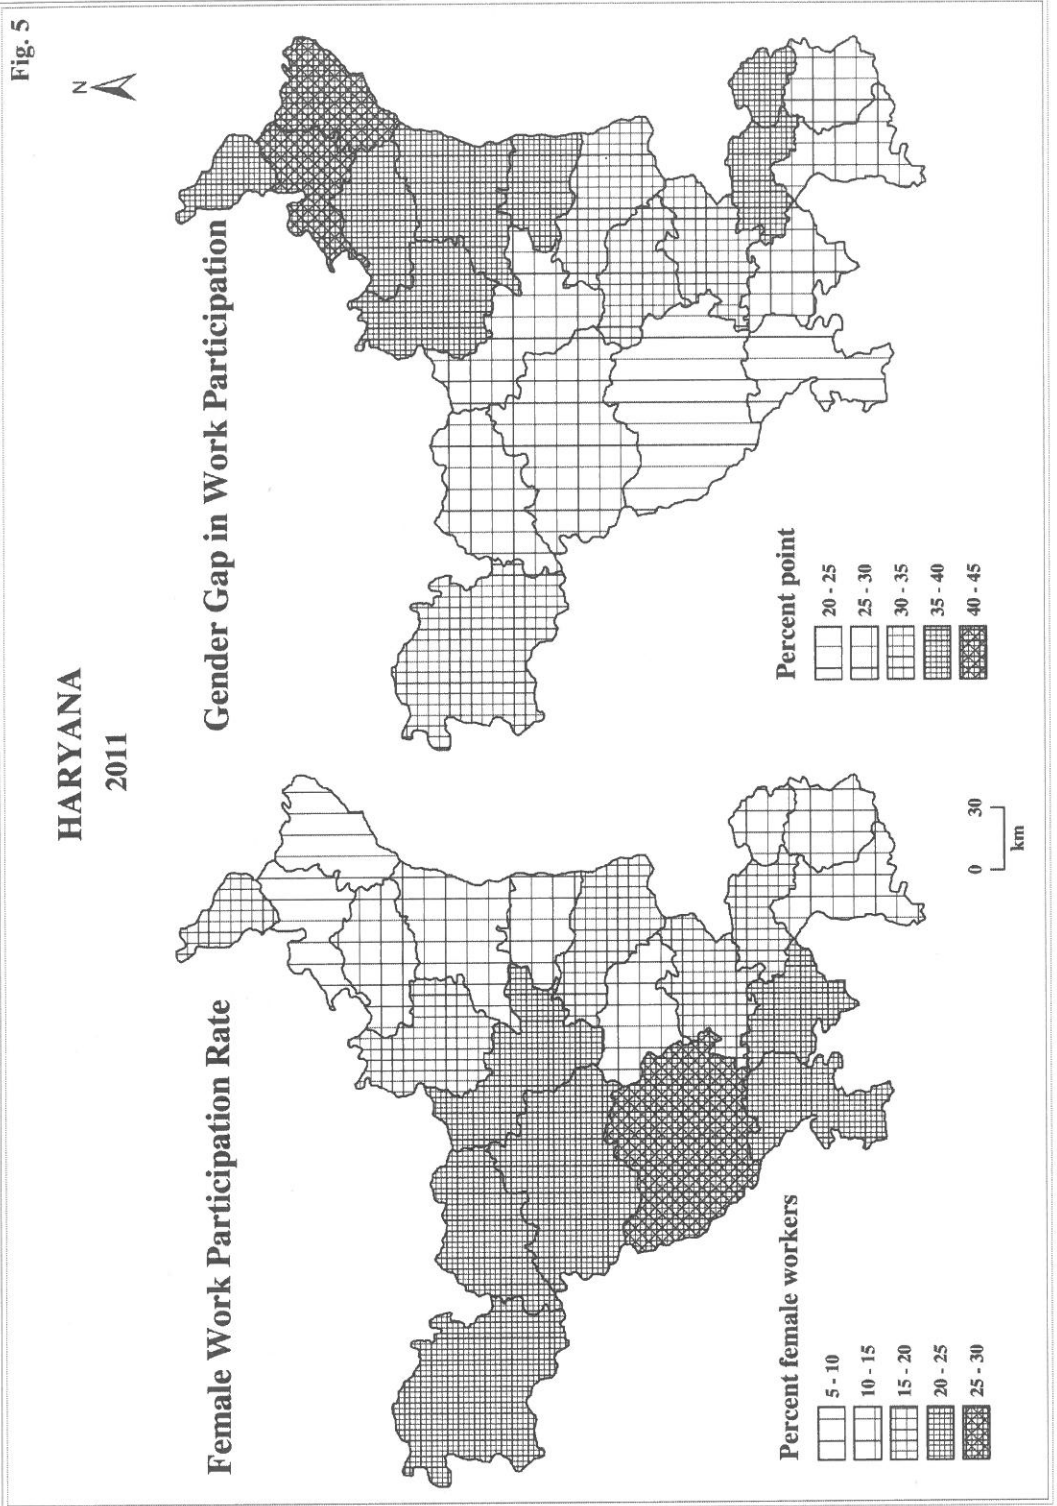 Fig. 5
N
HARYANA
2011
Female Work Participation Rate
Percent female workers
5 - 10
10 - 15
15 - 20
20 - 25
25 - 30
0 30
km
Gender Gap in Work Participation
Percent point
20 - 25
25 - 30
30 - 35
35 - 40
40 - 45